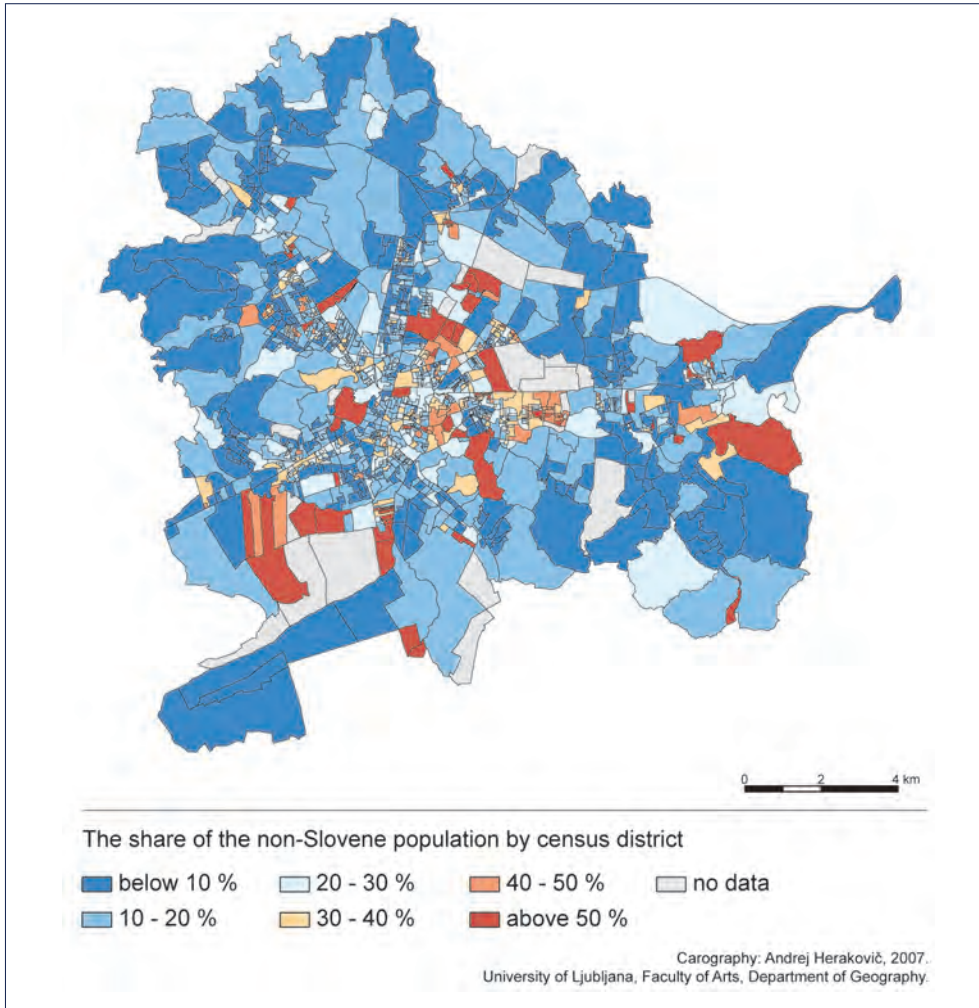 0 2 4 km
The share of the non-Slovene population by census district
below 10 % 20 - 30 % 40 - 50 % no data
10 - 20 % 30 - 40 % above 50 %
Carography: Andrej Herakovič, 2007.
University of Ljubljana, Faculty of Arts, Department of Geography.